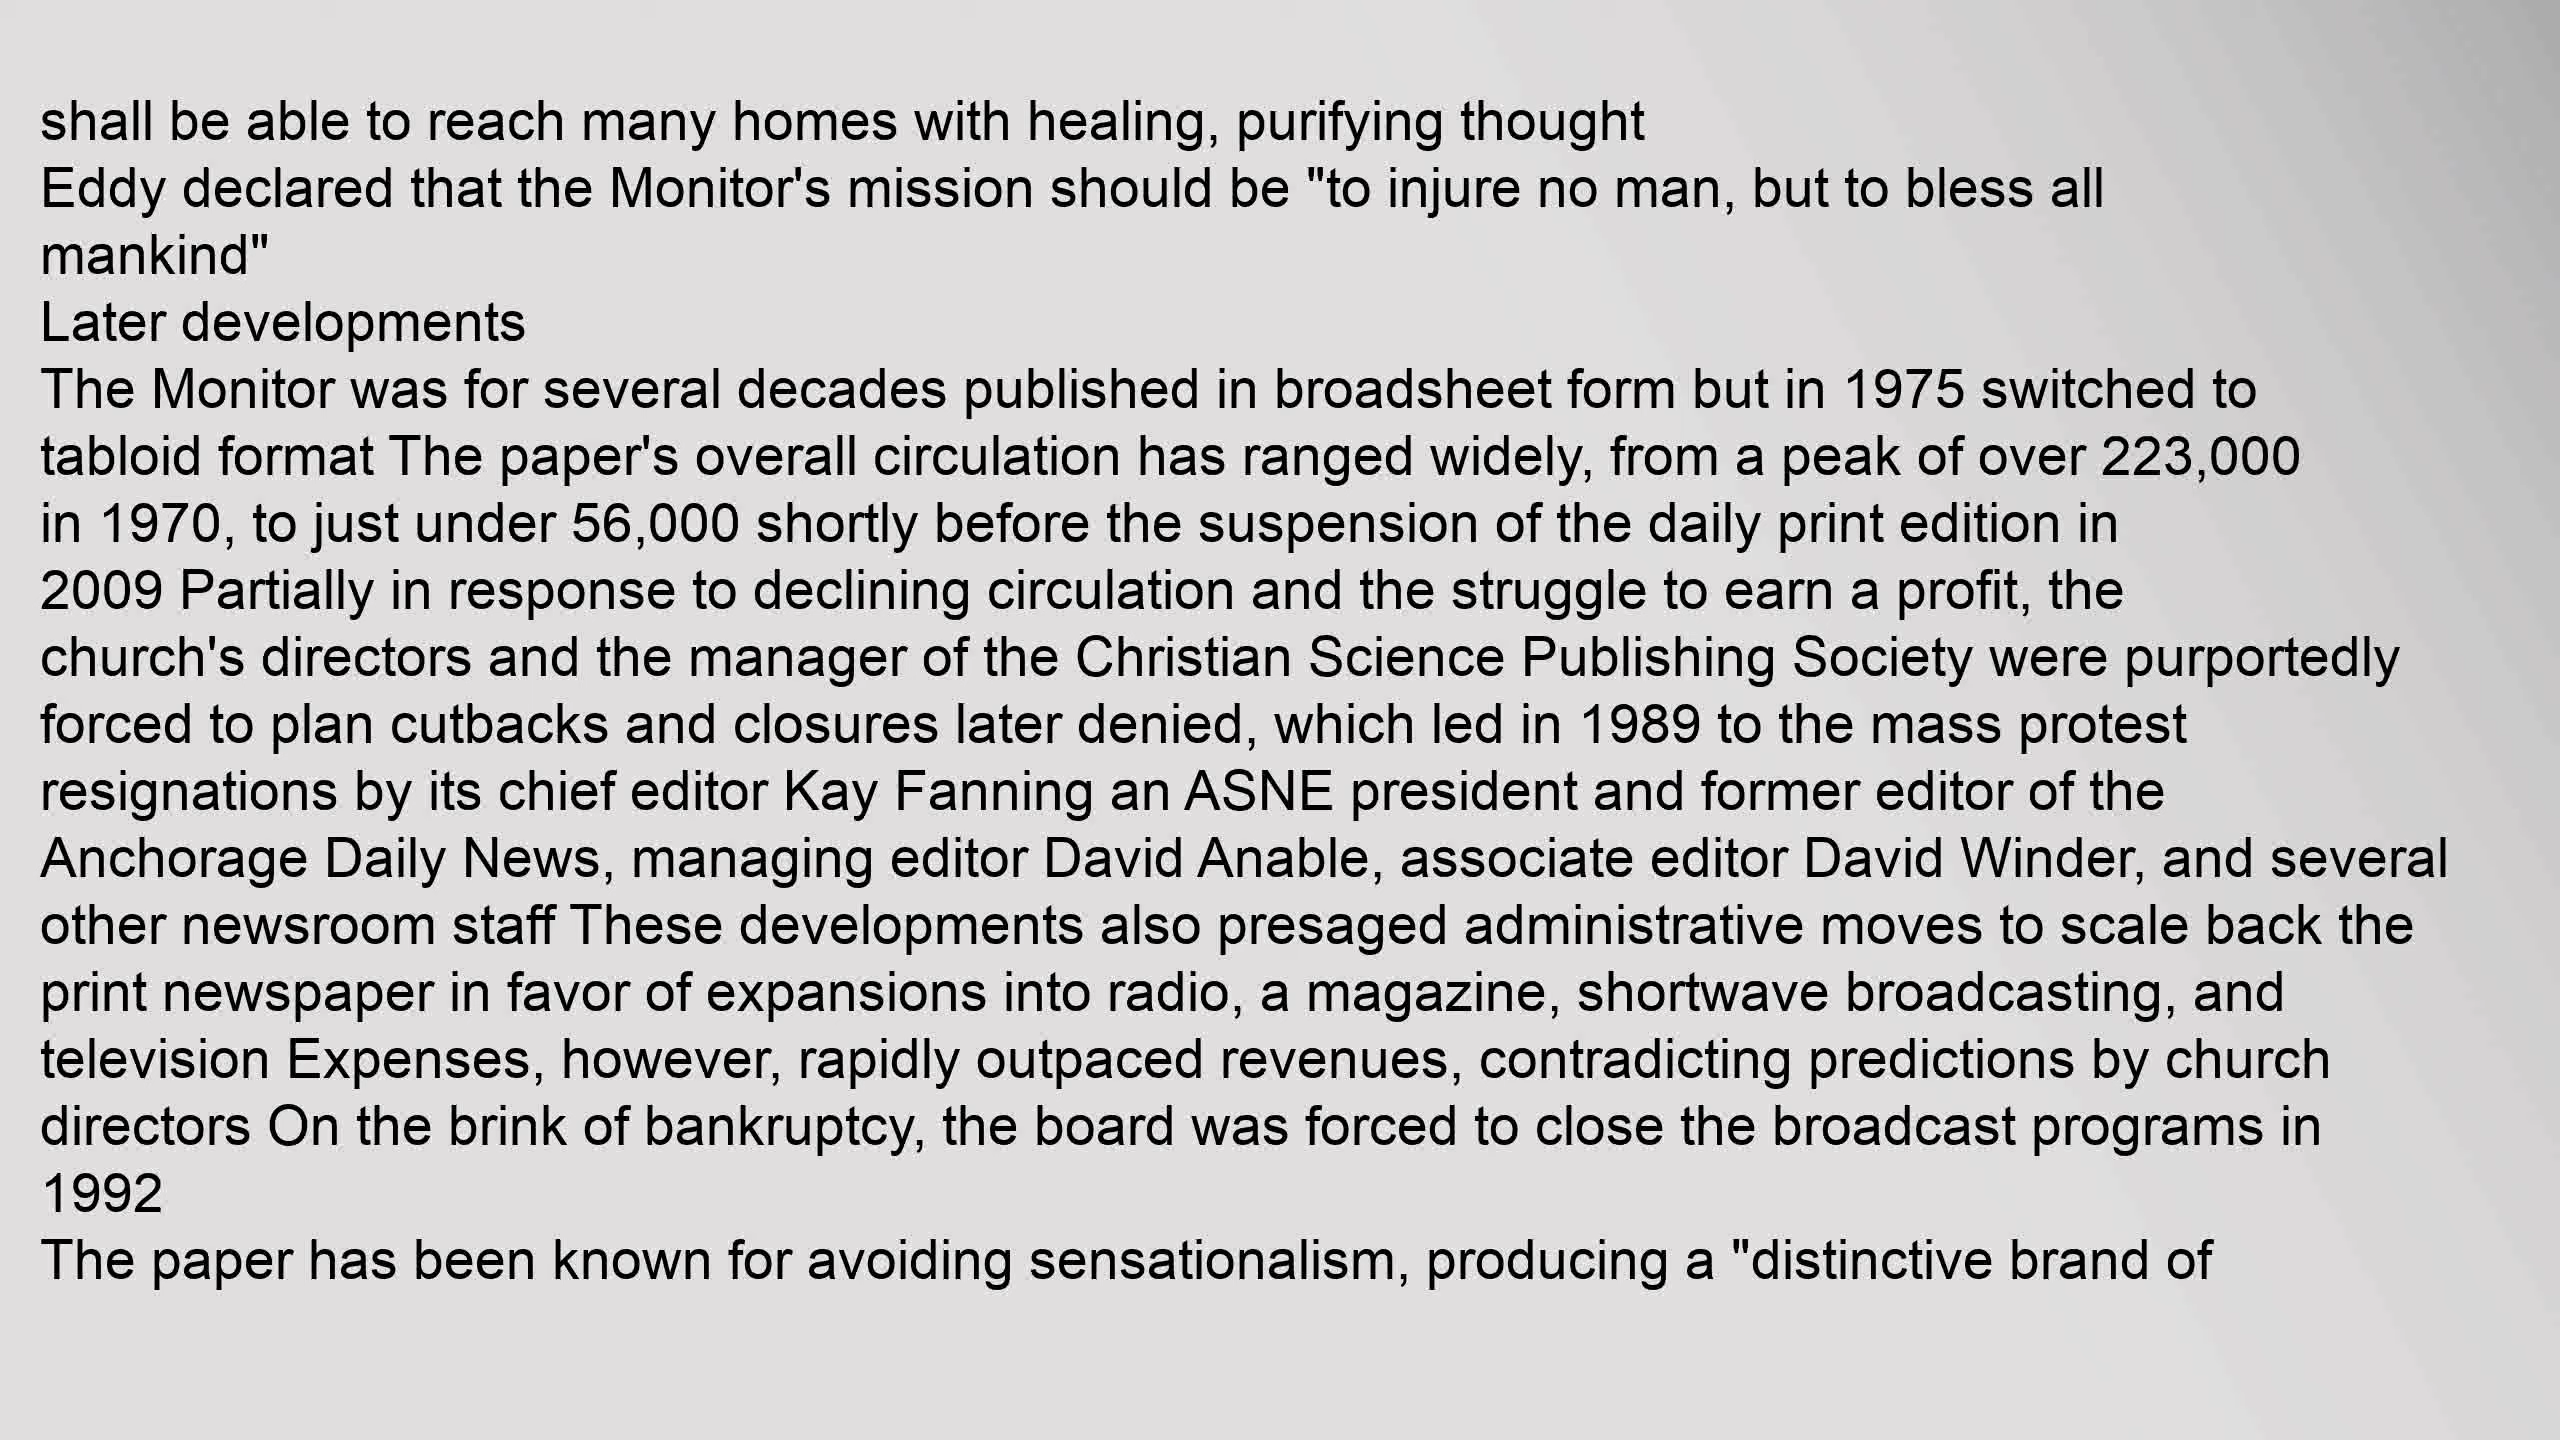 shall be able to reach many homes with healing, purifying thought
Eddy declared that the Monitor's mission should be "to injure no man, but to bless all
mankind"
Later developments
The Monitor was for several decades published in broadsheet form but in 1975 switched to
tabloid format The paper's overall circulation has ranged widely, from a peak of over 223,000
in 1970, to just under 56,000 shortly before the suspension of the daily print edition in
2009 Partially in response to declining circulation and the struggle to earn a profit, the
church's directors and the manager of the Christian Science Publishing Society were purportedly
forced to plan cutbacks and closures later denied, which led in 1989 to the mass protest
resignations by its chief editor Kay Fanning an ASNE president and former editor of the
Anchorage Daily News, managing editor David Anable, associate editor David Winder, and several
other newsroom staff These developments also presaged administrative moves to scale back the
print newspaper in favor of expansions into radio, a magazine, shortwave broadcasting, and
television Expenses, however, rapidly outpaced revenues, contradicting predictions by church
directors On the brink of bankruptcy, the board was forced to close the broadcast programs in
1992
The paper has been known for avoiding sensationalism, producing a "distinctive brand of